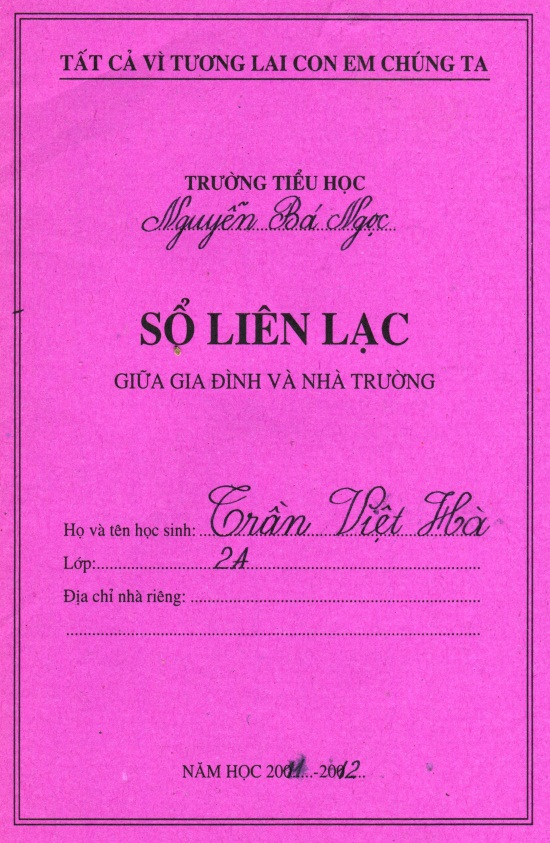 TẤT CẢ VÌ TƯƠNG LAI CON EM CHÚNG TA
TRƯỜNG TIỂU HỌC
Nguyễn Bá Ngọc
SỔ LIÊN LẠC
GIỮA GIA ĐÌNH VÀ NHÀ TRƯỜNG
Họ và tên học sinh: Trần Việt Hà
Lớp: 2A
Địa chỉ nhà riêng:
NĂM HỌC 2011-2012